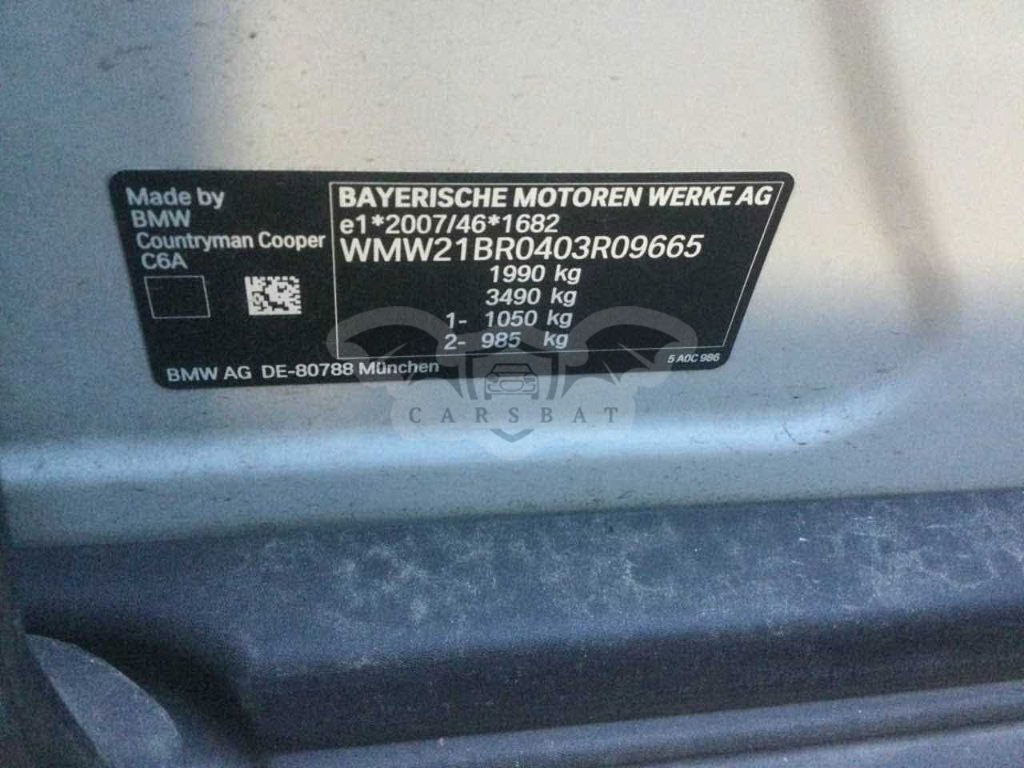 Made by
BMW
Countryman Cooper
C6A
BMW AG DE-80788 München
BAYERISCHE MOTOREN WERKE AG
e1*2007/46*1682
WMW21BR0403R09665
1990 kg
3490 kg
1- 1050 kg
2- 985 kg
5 A0C 986
CARSBAT